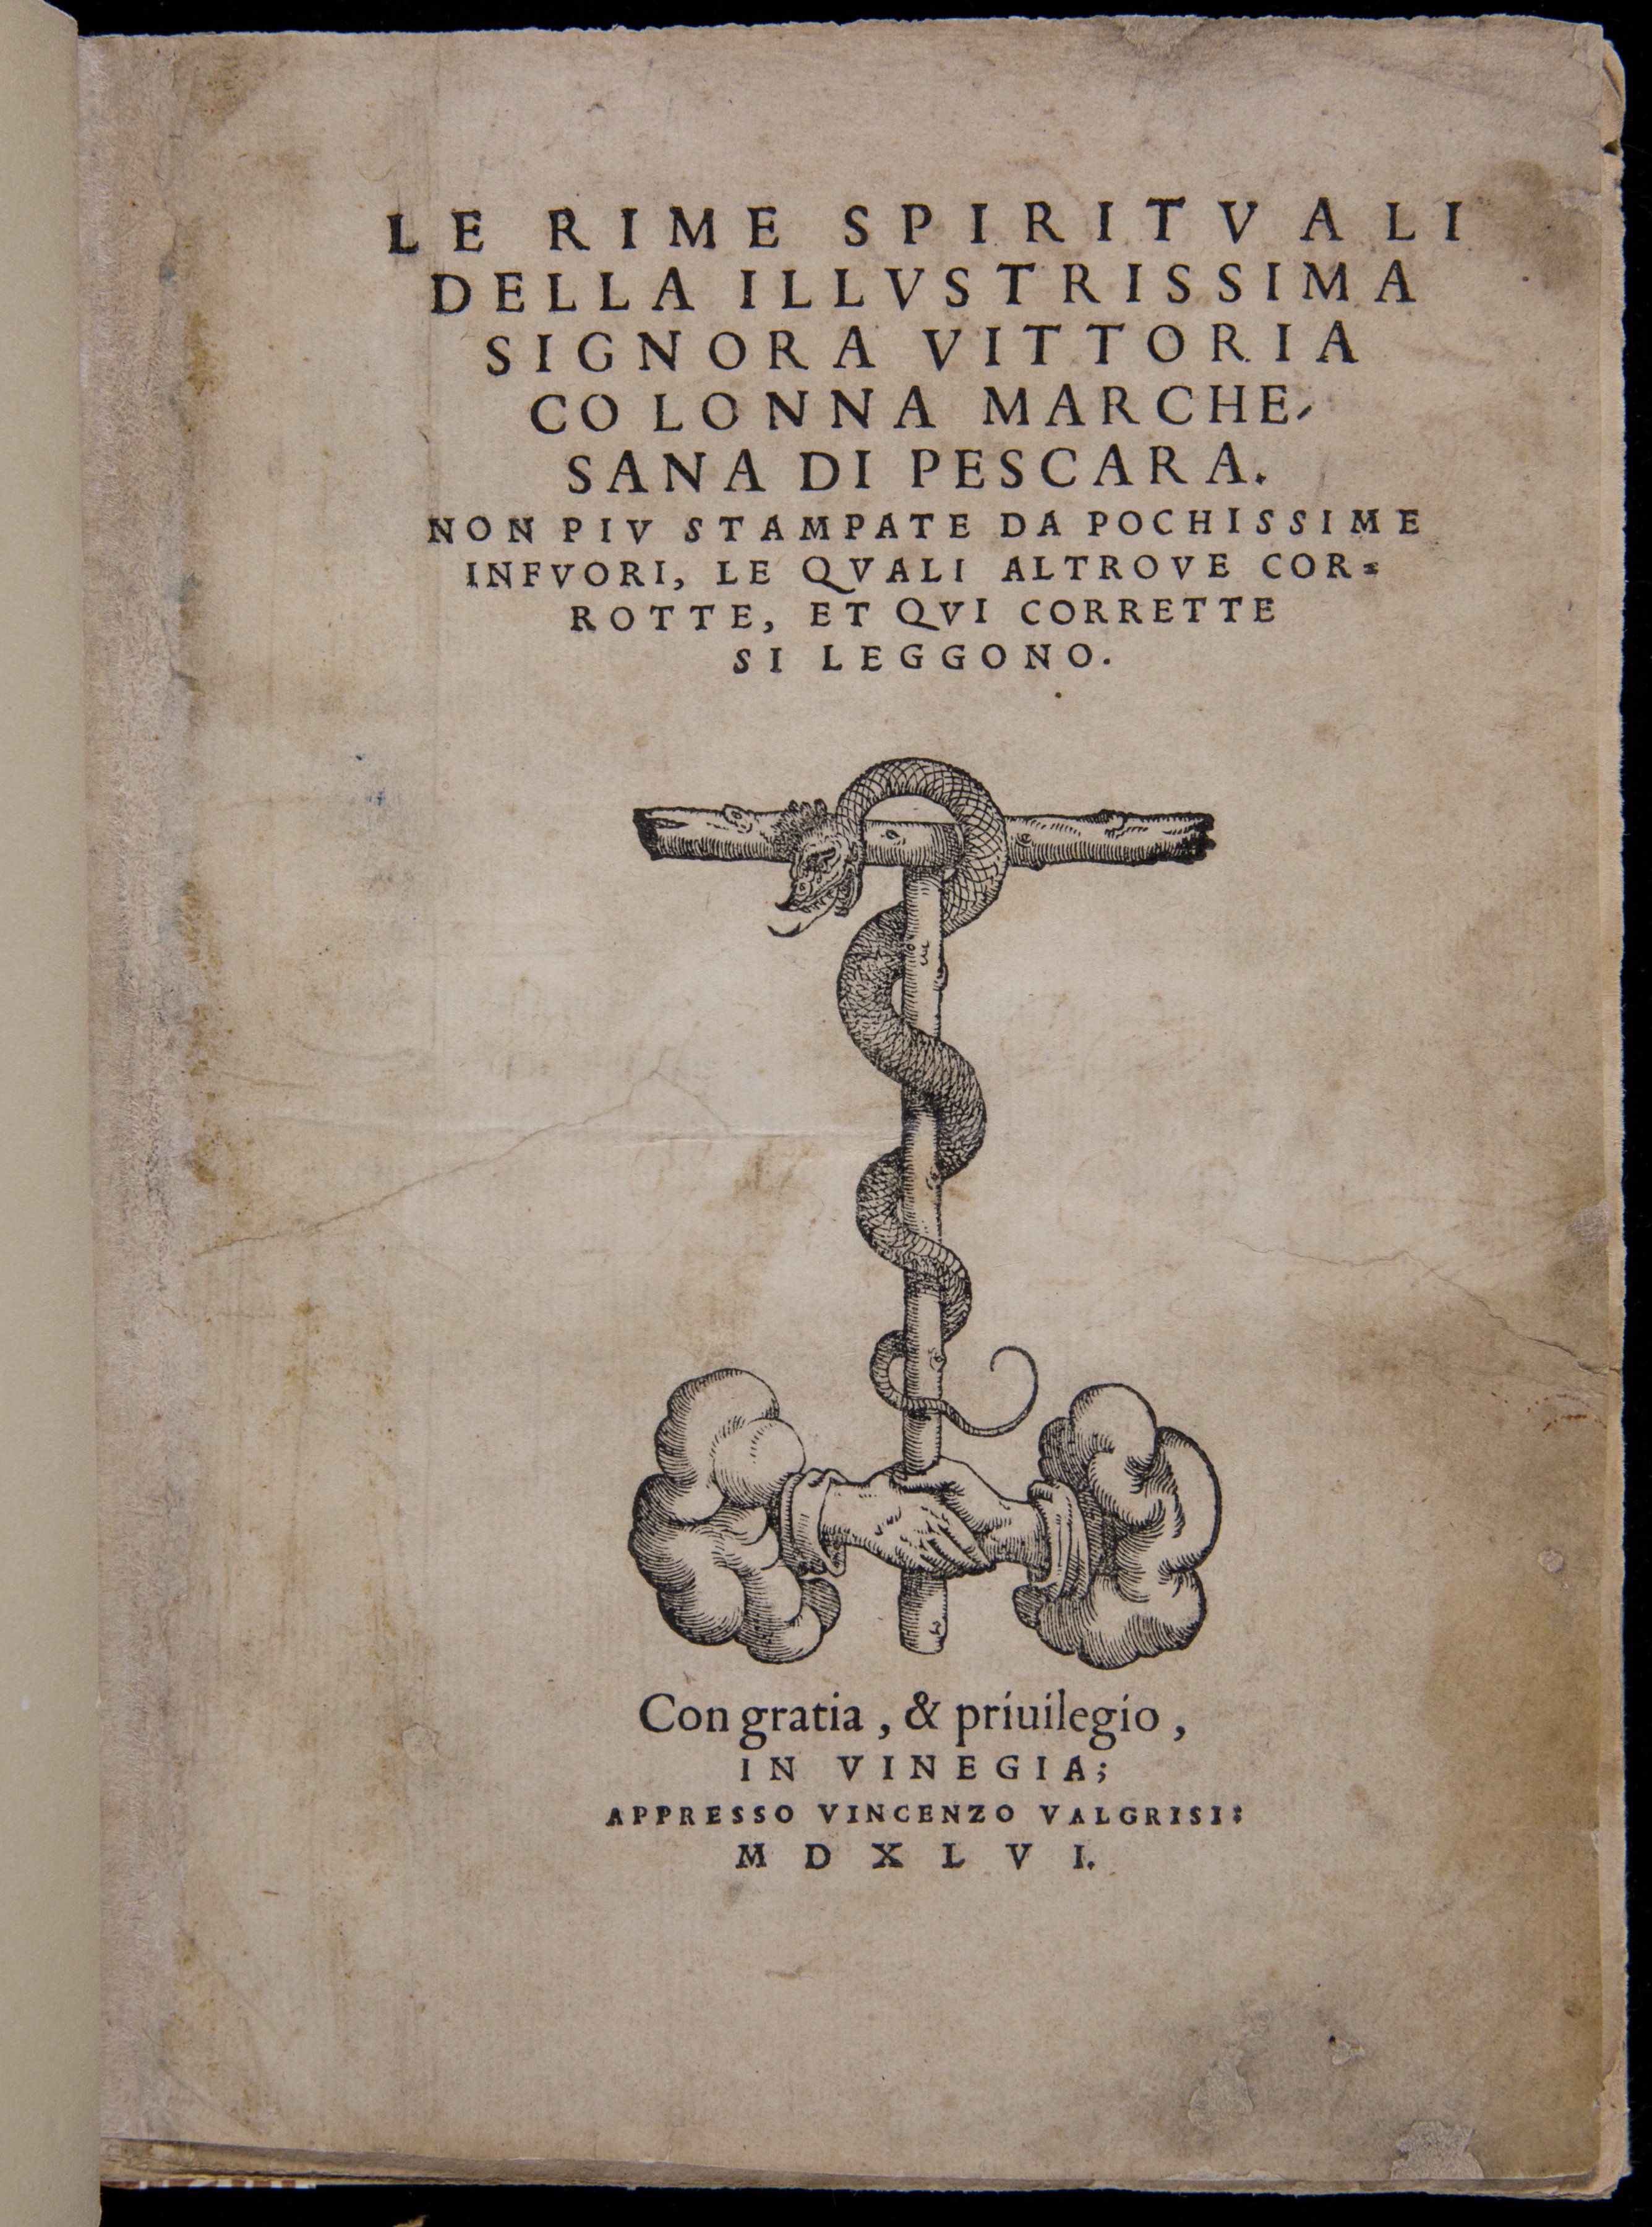 LE RIME SPIRITVALI
DELLA ILLVSTRISSIMA
SIGNORA VITTORIA
COLONNA MARCHE-
SANA DI PESCARA.
NON PIV STAMPATE DA POCHISSIME
INFVORI, LE QVALI ALTROVE COR=
ROTTE, ET QVI CORRETTE
SI LEGGONO.
Con gratia, & priuilegio,
IN VINEGIA;
APPRESSO VINCENZO VALGRISI:
MDXLVI.